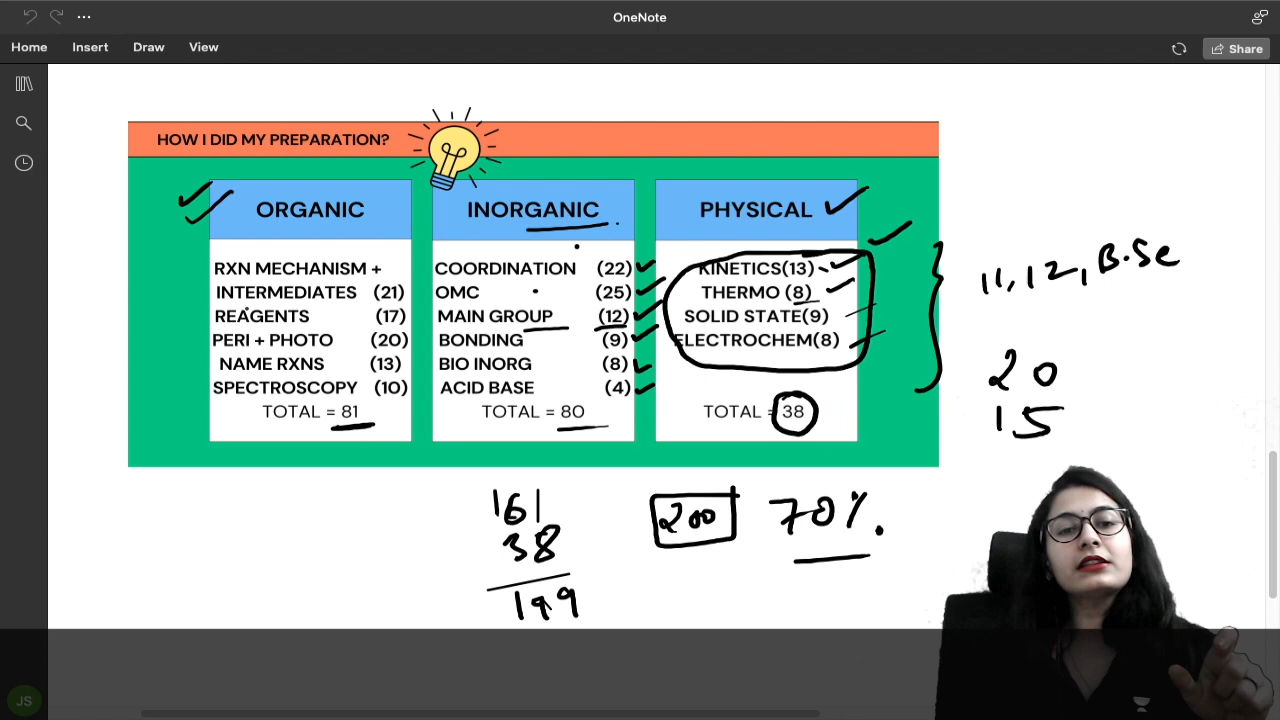 OneNote
Home Insert Draw View
Share
HOW I DID MY PREPARATION?
ORGANIC
RXN MECHANISM +
INTERMEDIATES (21)
REAGENTS (17)
PERI + PHOTO (20)
NAME RXNS (13)
SPECTROSCOPY (10)
TOTAL = 81
INORGANIC
COORDINATION (22)
OMC (25)
MAIN GROUP (12)
BONDING (9)
BIO INORG (8)
ACID BASE (4)
TOTAL = 80
PHYSICAL
KINETICS(13)
THERMO (8)
SOLID STATE(9)
ELECTROCHEM(8)
TOTAL = 38
11, 12, B.Sc
20
15
161
38
199
200
70%.
JS